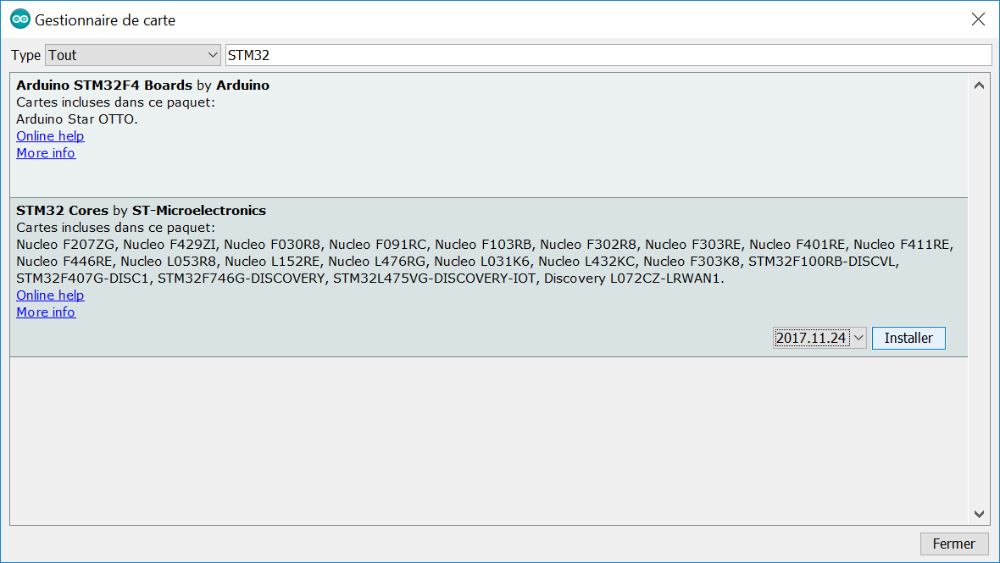 Gestionnaire de carte
Type Tout STM32
Arduino STM32F4 Boards by Arduino
Cartes incluses dans ce paquet:
Arduino Star OTTO.
Online help
More info
STM32 Cores by ST-Microelectronics
Cartes incluses dans ce paquet:
Nucleo F207ZG, Nucleo F429ZI, Nucleo F030R8, Nucleo F091RC, Nucleo F103RB, Nucleo F302R8, Nucleo F303RE, Nucleo F401RE, Nucleo F411RE,
Nucleo F446RE, Nucleo L053R8, Nucleo L152RE, Nucleo L476RG, Nucleo L031K6, Nucleo L432KC, Nucleo F303K8, STM32F100RB-DISCVL,
STM32F407G-DISC1, STM32F746G-DISCOVERY, STM32L475VG-DISCOVERY-IOT, Discovery L072CZ-LRWAN1.
Online help
More info
2017.11.24 Installer
Fermer